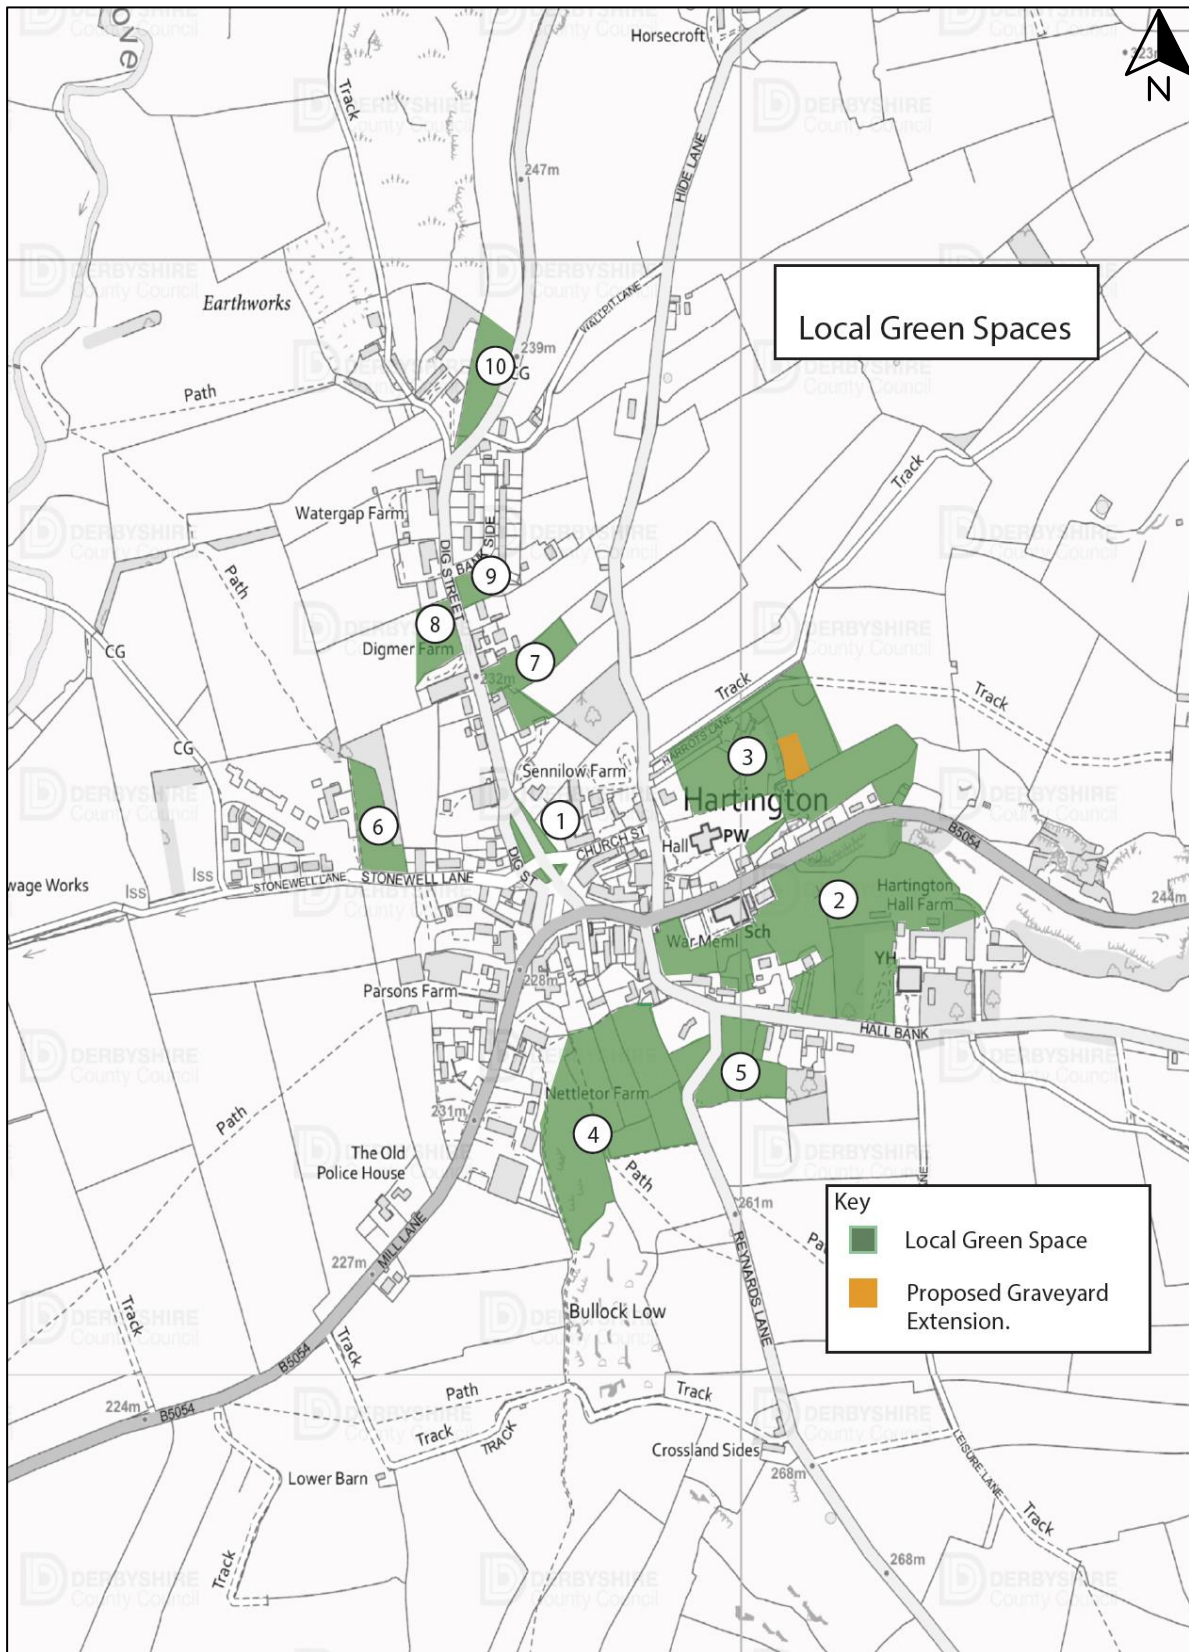 Horsecroft
323m
N
ove
Track
247m
HIDE LANE
Local Green Spaces
Earthworks
WALLPIT LANE
239m
CG
10
Path
Track
Watergap Farm
BANK SIDE
DIG STREET
9
Path
8
Digmer Farm
7
232m
CG
Track
Track
HARROTS LANE
3
CG
Sennilow Farm
Hartington
1
6
CHURCH ST
Hall
PW
B5054
DIG ST
wage Works
Iss
Iss
STONEWELL LANE
STONEWELL LANE
2
Hartington
Hall Farm
244m
War Meml
Sch
YH
228m
Parsons Farm
HALL BANK
5
Nettletor Farm
231m
4
Path
The Old
Police House
Path
261m
Key
Local Green Space
Proposed Graveyard
Extension.
MILL LANE
227m
REYNARDS LANE
Bullock Low
Track
Track
B5054
Path
Track
224m
B5054
Track
TRACK
Crossland Sides
268m
Lower Barn
LEISURE LANE
Track
Track
268m
DERBYSHIRE
County Council